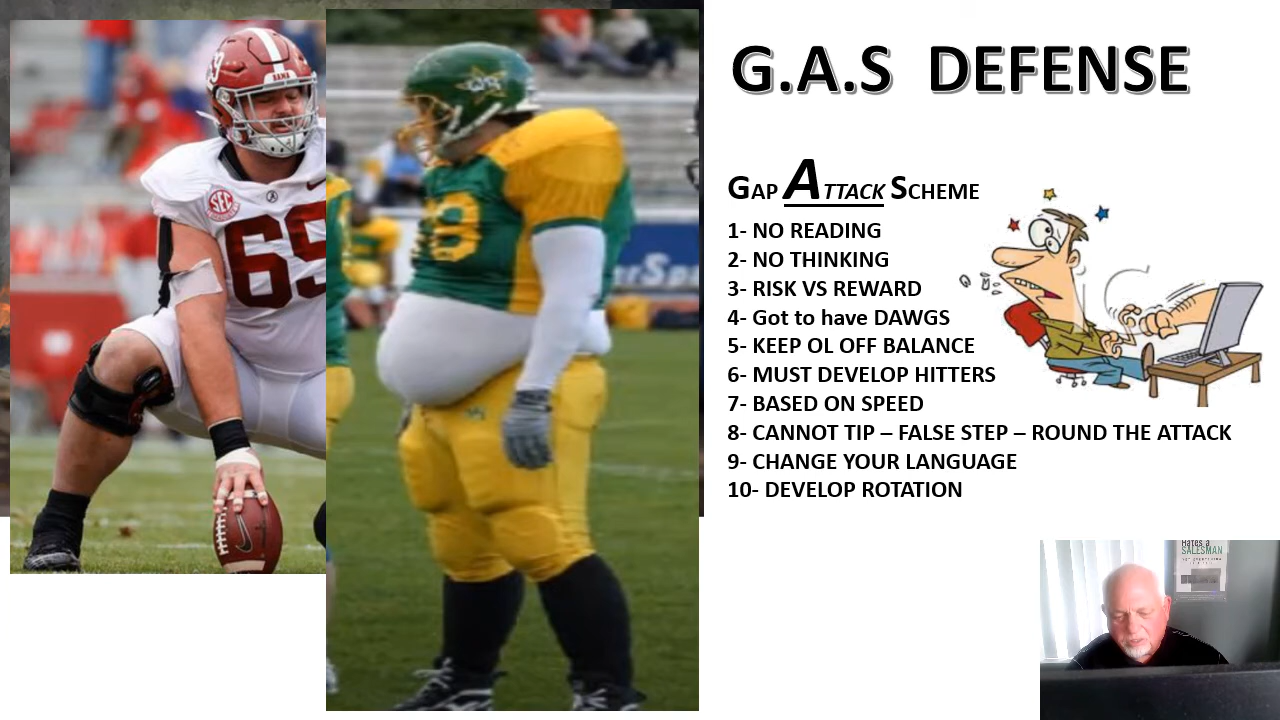 G.A.S DEFENSE
GAP ATTACK SCHEME
1- NO READING
2- NO THINKING
3- RISK VS REWARD
4- Got to have DAWGS
5- KEEP OL OFF BALANCE
6- MUST DEVELOP HITTERS
7- BASED ON SPEED
8- CANNOT TIP – FALSE STEP – ROUND THE ATTACK
9- CHANGE YOUR LANGUAGE
10- DEVELOP ROTATION
BAMA
SEC
69
Hates a
SALESMAN